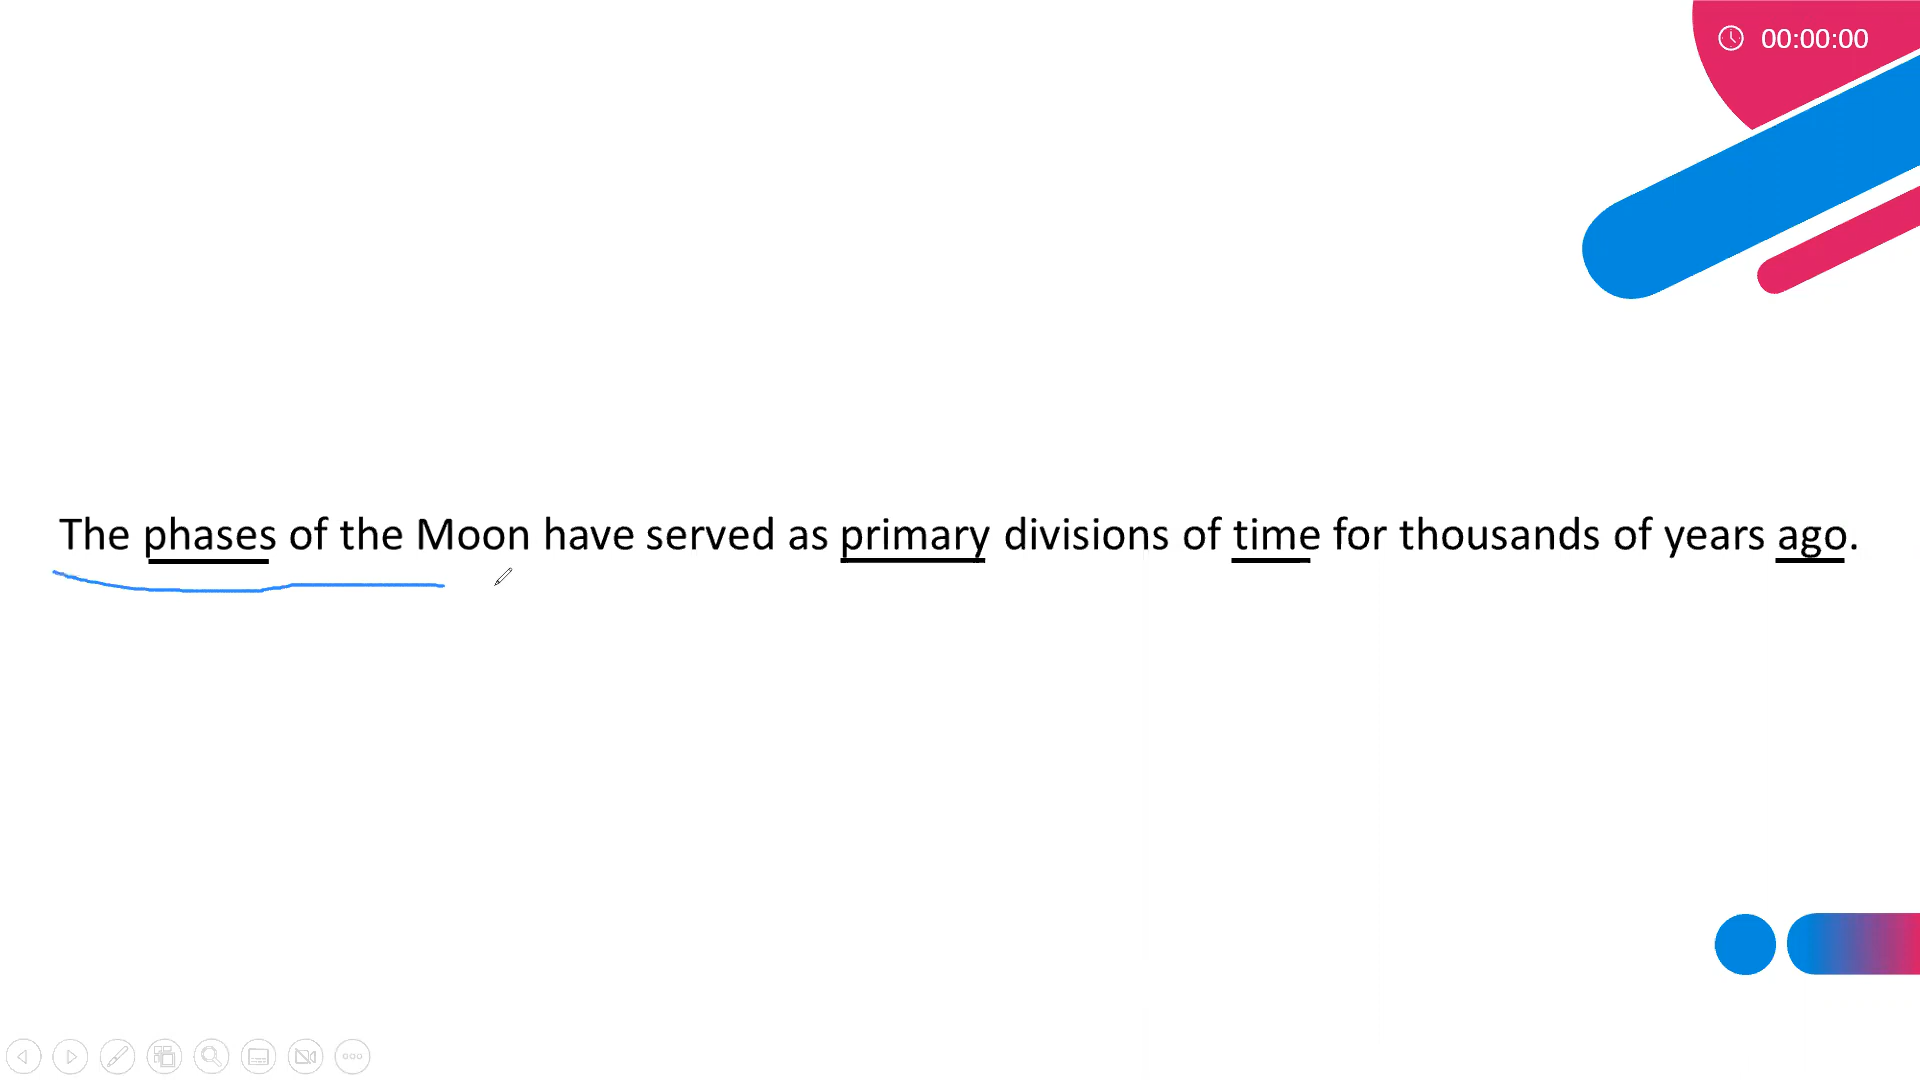 00:00:00
The phases of the Moon have served as primary divisions of time for thousands of years ago.